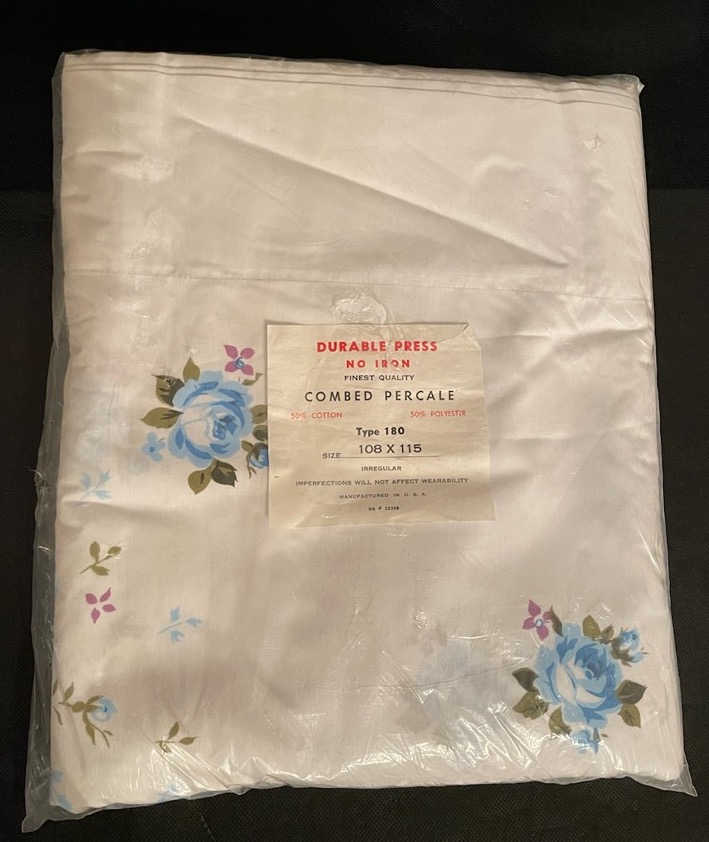 DURABLE PRESS
NO IRON
FINEST QUALITY
COMBED PERCALE
50% COTTON 50% POLYESTER
Type 180
SIZE 108 X 115
IRREGULAR
IMPERFECTIONS WILL NOT AFFECT WEARABILITY
MANUFACTURED IN U. S. A.
RN #